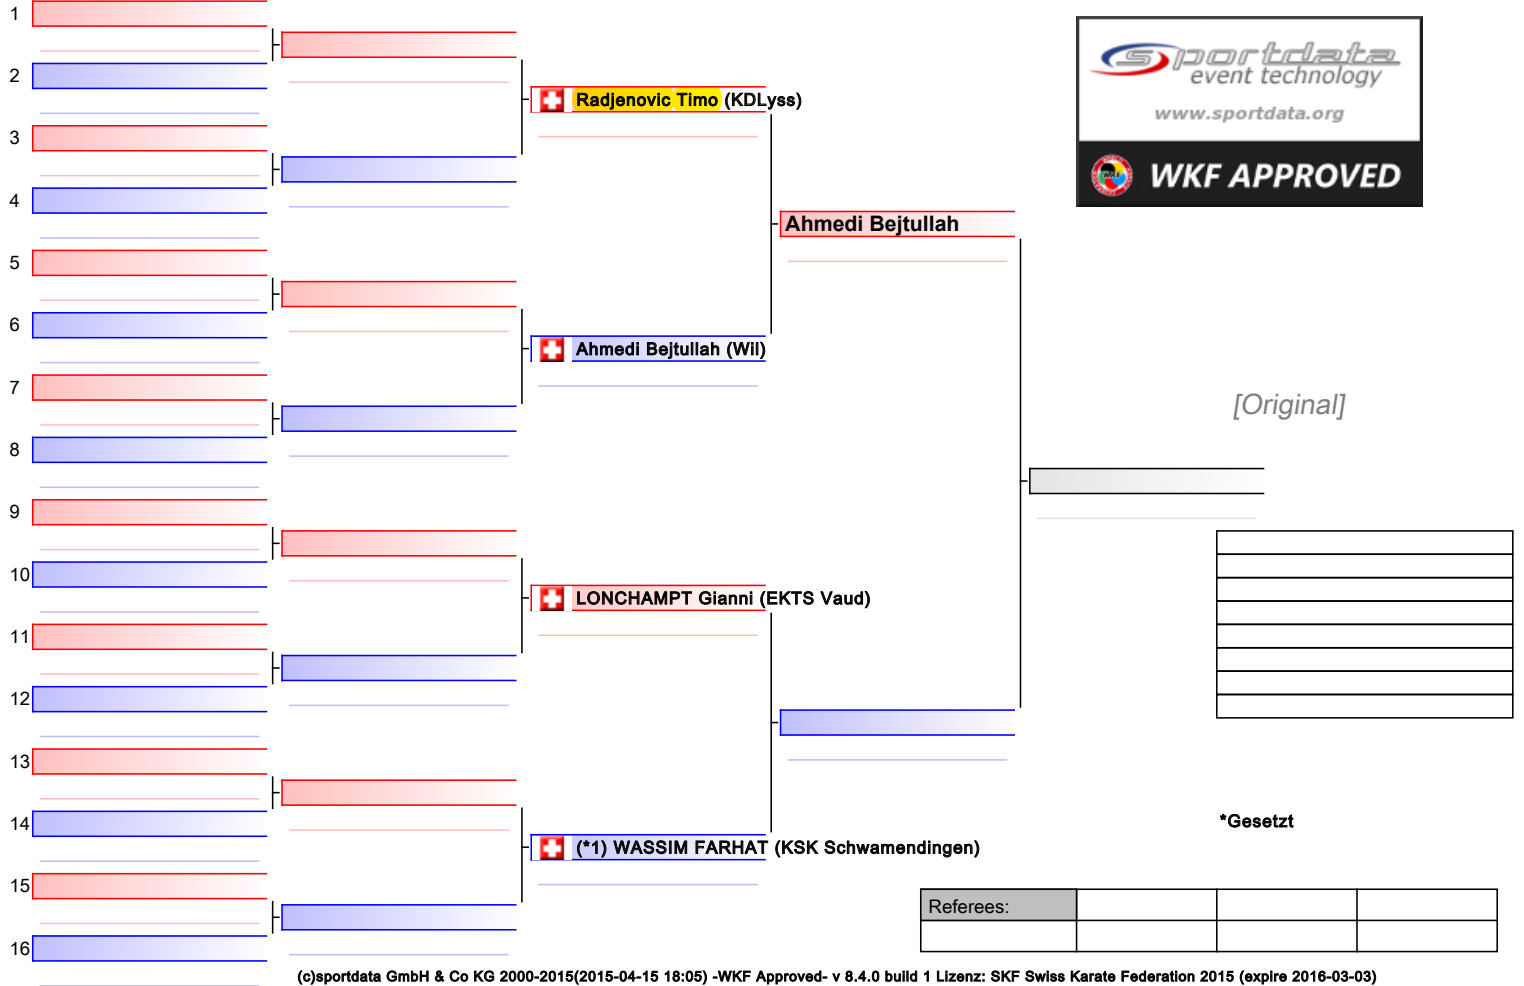 1
2
3
4
5
6
7
8
9
10
11
12
13
14
15
16
Radjenovic Timo (KDLyss)
Ahmedi Bejtullah (Wil)
LONCHAMPT Gianni (EKTS Vaud)
(*1) WASSIM FARHAT (KSK Schwamendingen)
Ahmedi Bejtullah
sportdata
event technology
www.sportdata.org
WKF APPROVED
[Original]
*Gesetzt
Referees:
(c)sportdata GmbH & Co KG 2000-2015(2015-04-15 18:05) -WKF Approved- v 8.4.0 build 1 Lizenz: SKF Swiss Karate Federation 2015 (expire 2016-03-03)